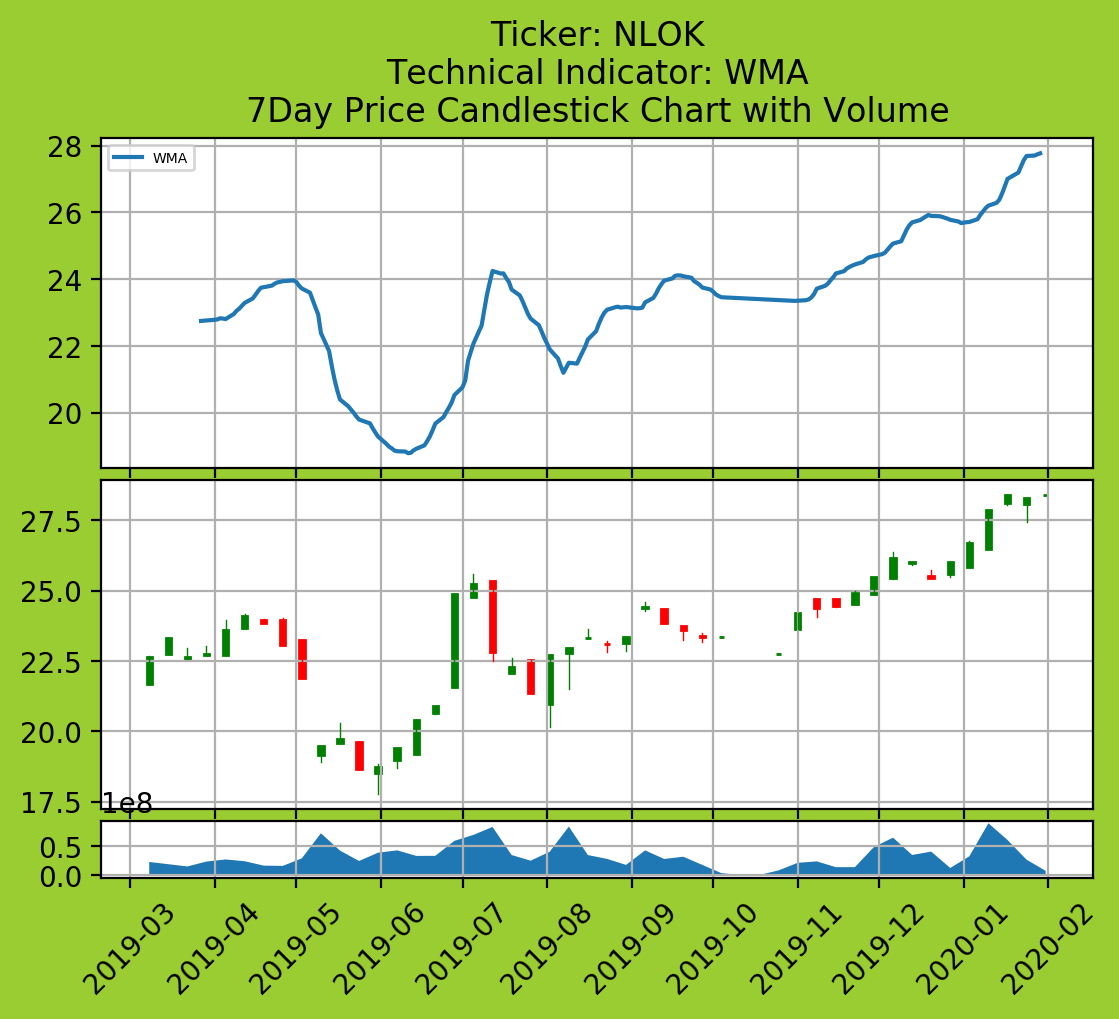 Ticker: NLOK
Technical Indicator: WMA
7Day Price Candlestick Chart with Volume
WMA
28
26
24
22
20
27.5
25.0
22.5
20.0
17.5
1e8
0.5
0.0
2019-03 2019-04 2019-05 2019-06 2019-07 2019-08 2019-09 2019-10 2019-11 2019-12 2020-01 2020-02